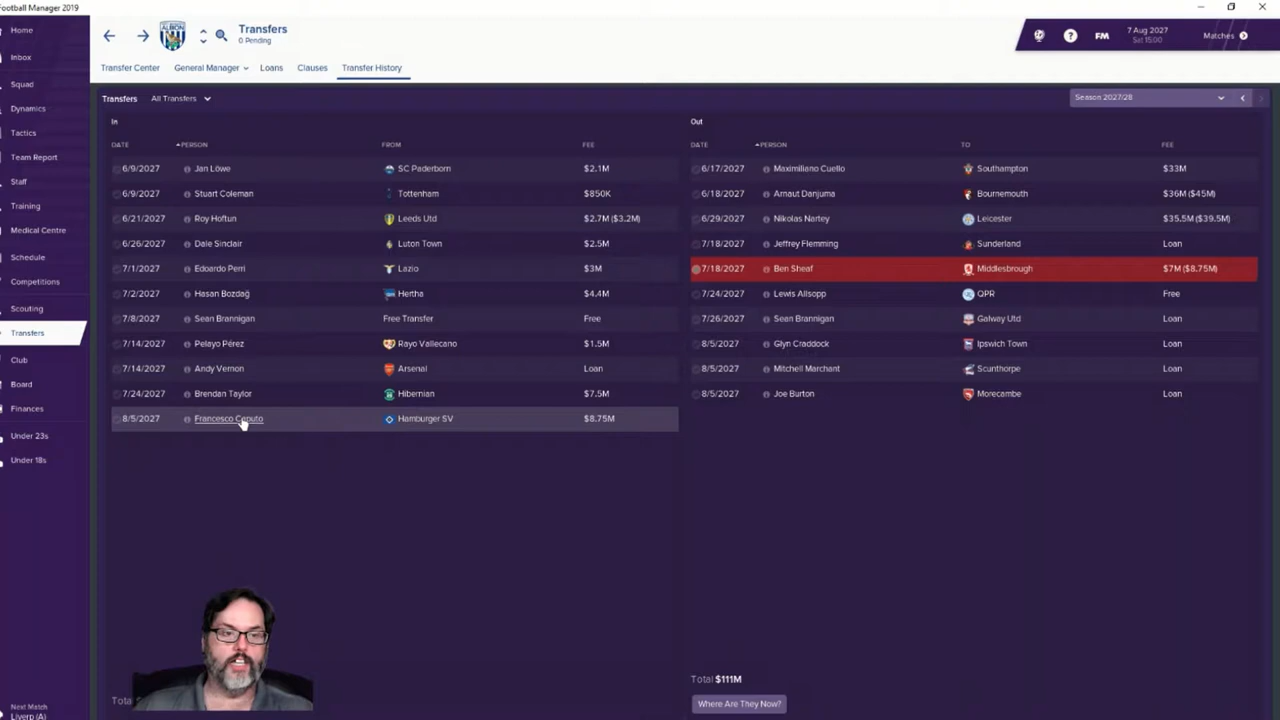 Football Manager 2019
Home
Inbox
Squad
Dynamics
Tactics
Team Report
Staff
Training
Medical Centre
Schedule
Competitions
Scouting
Transfers
Club
Board
Finances
Under 23s
Under 18s
Next Match
Liverp (A)
ALBION
Transfers
0 Pending
FM
7 Aug 2027
Sat 15:00
Matches
Transfer Center General Manager Loans Clauses Transfer History
Transfers All Transfers
Season 2027/28
In
DATE PERSON FROM FEE
6/9/2027 Jan Löwe SC Paderborn $2.1M
6/9/2027 Stuart Coleman Tottenham $850K
6/21/2027 Roy Hoftun Leeds Utd $2.7M ($3.2M)
6/26/2027 Dale Sinclair Luton Town $2.5M
7/1/2027 Edoardo Perri Lazio $3M
7/2/2027 Hasan Bozdağ Hertha $4.4M
7/8/2027 Sean Brannigan Free Transfer Free
7/14/2027 Pelayo Pérez Rayo Vallecano $1.5M
7/14/2027 Andy Vernon Arsenal Loan
7/24/2027 Brendan Taylor Hibernian $7.5M
8/5/2027 Francesco Caputo Hamburger SV $8.75M
Out
DATE PERSON TO FEE
6/17/2027 Maximiliano Cuello Southampton $33M
6/18/2027 Arnaut Danjuma Bournemouth $36M ($45M)
6/29/2027 Nikolas Nartey Leicester $35.5M ($39.5M)
7/18/2027 Jeffrey Flemming Sunderland Loan
7/18/2027 Ben Sheaf Middlesbrough $7M ($8.75M)
7/24/2027 Lewis Allsopp QPR Free
7/26/2027 Sean Brannigan Galway Utd Loan
8/5/2027 Glyn Craddock Ipswich Town Loan
8/5/2027 Mitchell Marchant Scunthorpe Loan
8/5/2027 Joe Burton Morecambe Loan
Total $111M
Where Are They Now?